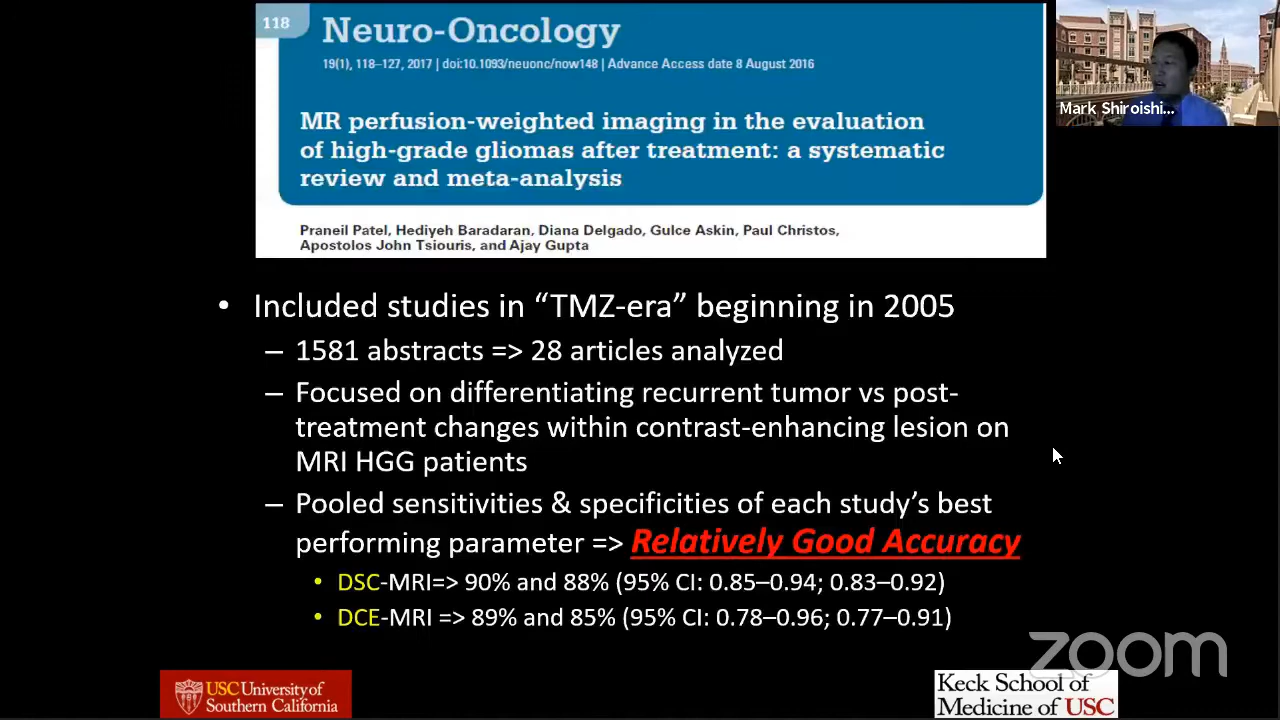 118
Neuro-Oncology
19(1), 118–127, 2017 | doi:10.1093/neuonc/now148 | Advance Access date 8 August 2016
MR perfusion-weighted imaging in the evaluation
of high-grade gliomas after treatment: a systematic
review and meta-analysis
Praneil Patel, Hediyeh Baradaran, Diana Delgado, Gulce Askin, Paul Christos,
Apostolos John Tsiouris, and Ajay Gupta
Mark Shiroishi...
• Included studies in “TMZ-era” beginning in 2005
– 1581 abstracts => 28 articles analyzed
– Focused on differentiating recurrent tumor vs post-
treatment changes within contrast-enhancing lesion on
MRI HGG patients
– Pooled sensitivities & specificities of each study’s best
performing parameter => Relatively Good Accuracy
• DSC-MRI=> 90% and 88% (95% CI: 0.85–0.94; 0.83–0.92)
• DCE-MRI => 89% and 85% (95% CI: 0.78–0.96; 0.77–0.91)
zoom
USC University of
Southern California
Keck School of
Medicine of USC